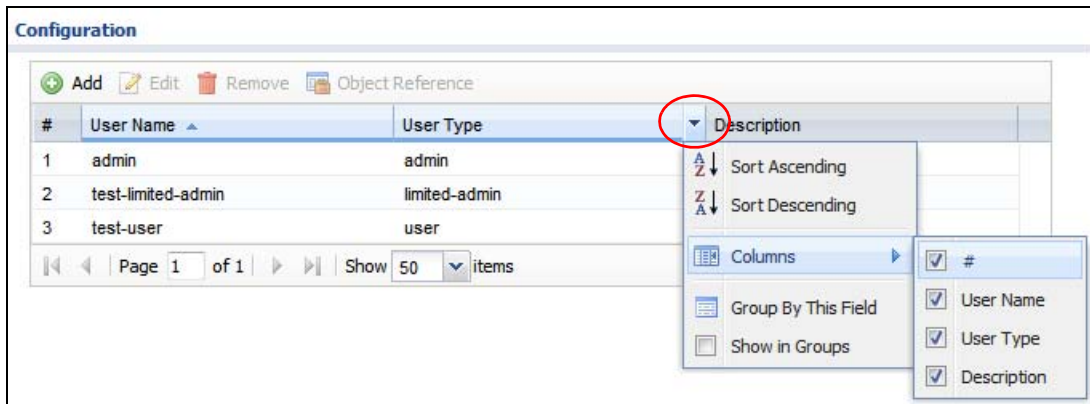 Configuration
Add Edit Remove Object Reference
# User Name User Type Description
1 admin admin
2 test-limited-admin limited-admin
3 test-user user
Page 1 of 1 Show 50 items
Sort Ascending
Sort Descending
Columns
Group By This Field
Show in Groups
#
User Name
User Type
Description